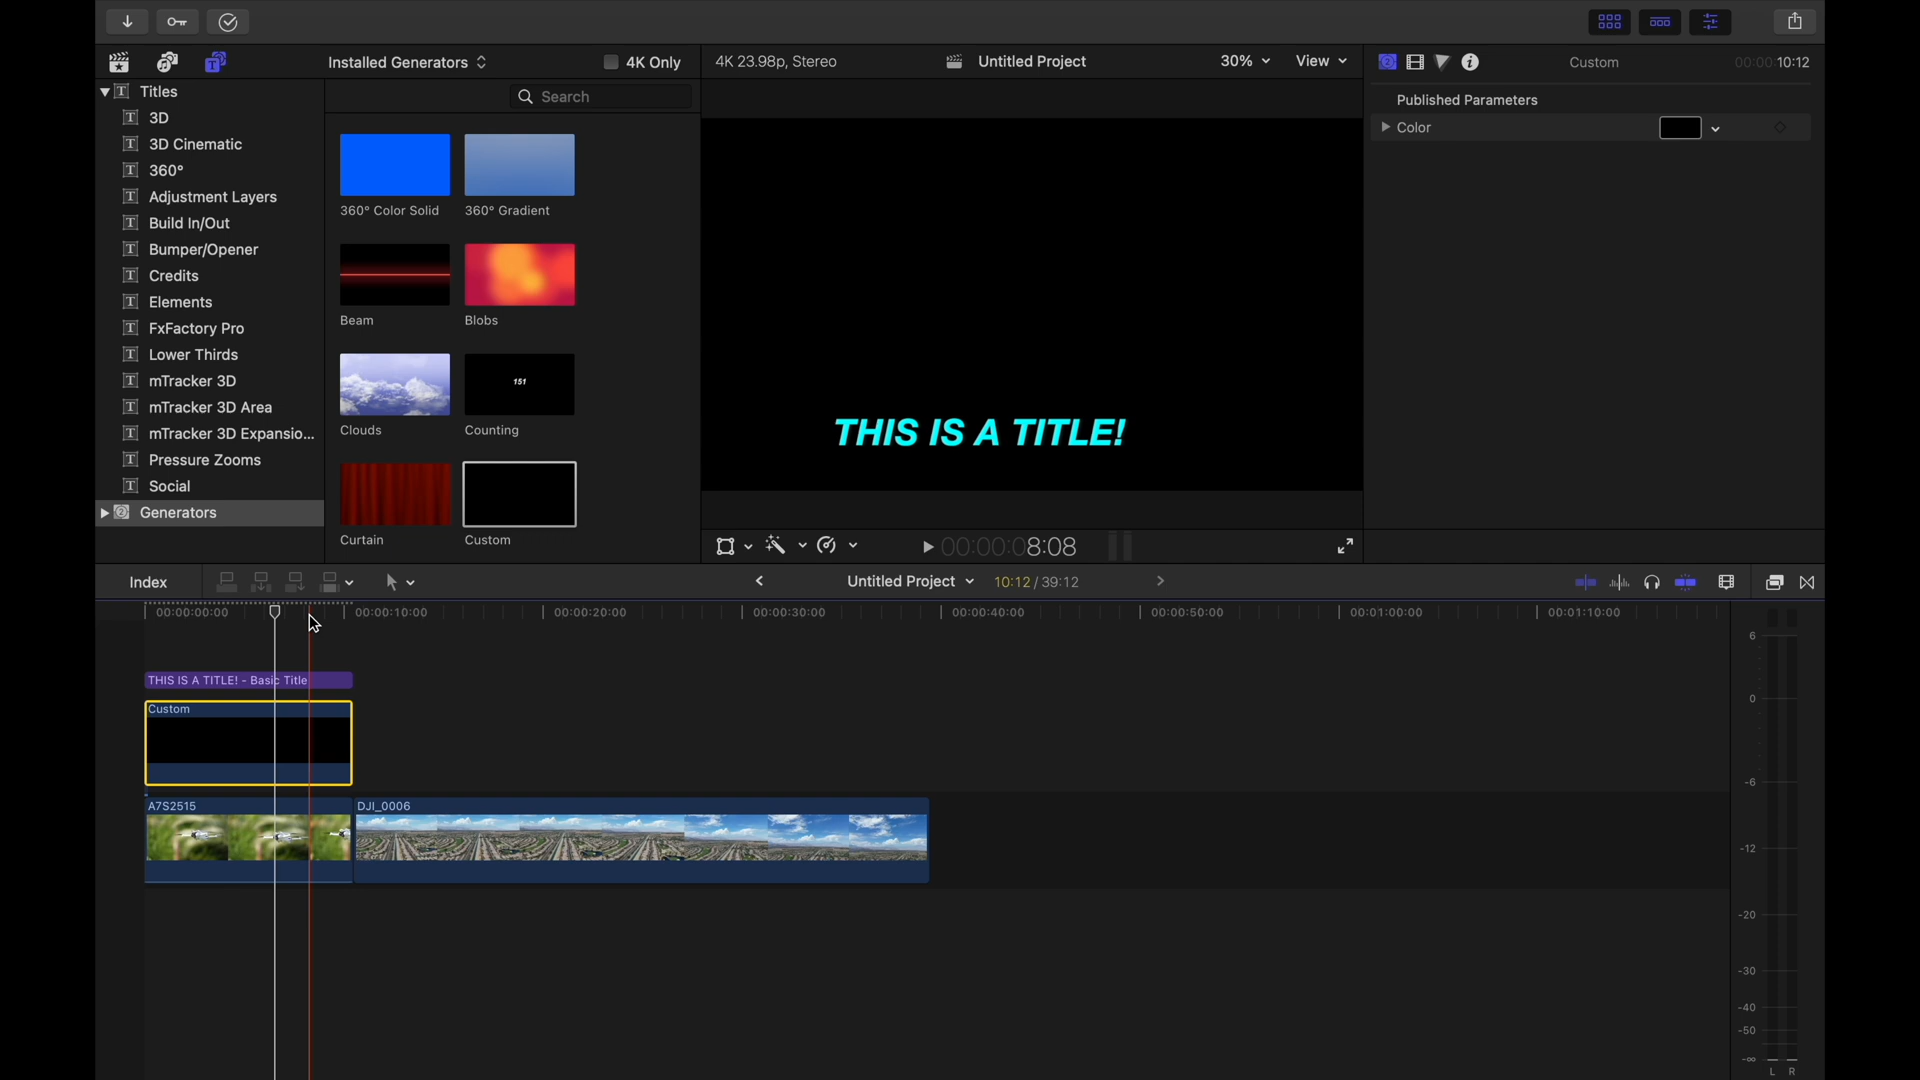 Installed Generators
4K Only
4K 23.98p, Stereo
Untitled Project
30%
View
Custom
00:00:10:12
Titles
3D
3D Cinematic
360°
Adjustment Layers
Build In/Out
Bumper/Opener
Credits
Elements
FxFactory Pro
Lower Thirds
mTracker 3D
mTracker 3D Area
mTracker 3D Expansio...
Pressure Zooms
Social
Generators
Search
360° Color Solid
360° Gradient
Beam
Blobs
Clouds
151
Counting
Curtain
Custom
THIS IS A TITLE!
00:00:08:08
Published Parameters
Color
Index
Untitled Project
10:12 / 39:12
00:00:00:00
00:00:10:00
00:00:20:00
00:00:30:00
00:00:40:00
00:00:50:00
00:01:00:00
00:01:10:00
THIS IS A TITLE! - Basic Title
Custom
A7S2515
DJI_0006
6
0
-6
-12
-20
-30
-40
-50
-∞
L R